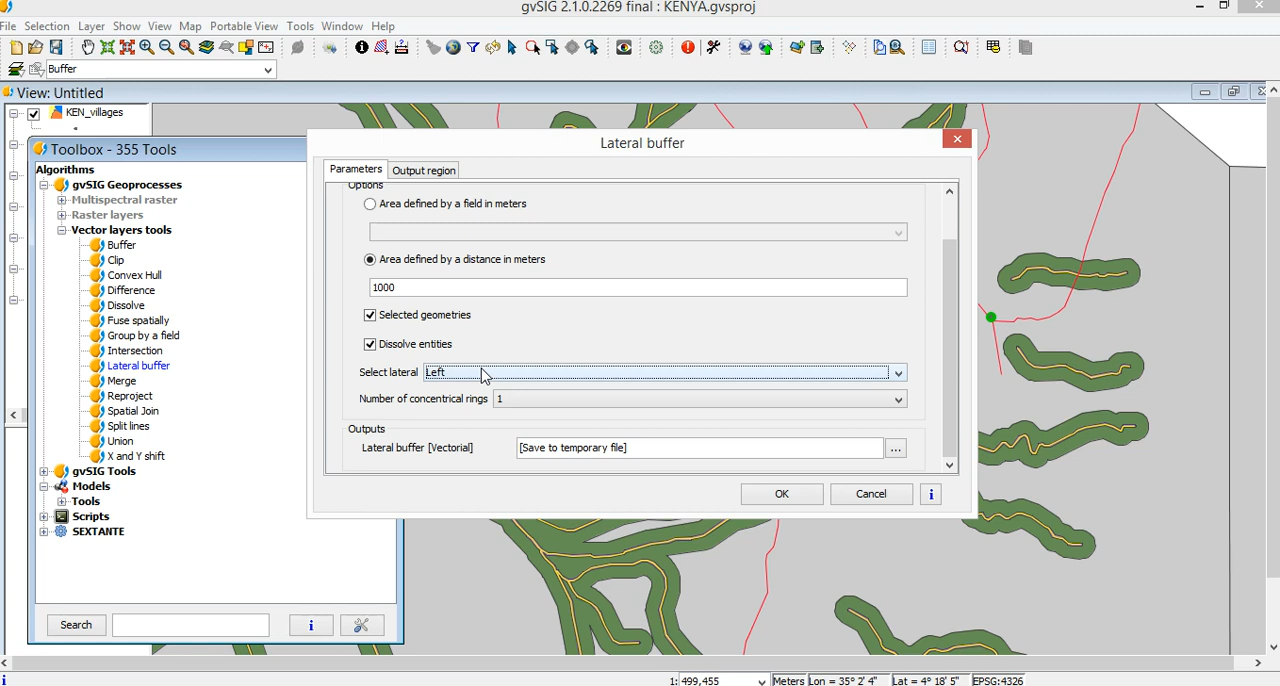 gvSIG 2.1.0.2269 final : KENYA.gvsproj
File Selection Layer Show View Map Portable View Tools Window Help
Buffer
View: Untitled
KEN_villages
Toolbox - 355 Tools
Algorithms
gvSIG Geoprocesses
Multispectral raster
Raster layers
Vector layers tools
Buffer
Clip
Convex Hull
Difference
Dissolve
Fuse spatially
Group by a field
Intersection
Lateral buffer
Merge
Reproject
Spatial Join
Split lines
Union
X and Y shift
gvSIG Tools
Models
Tools
Scripts
SEXTANTE
Search
Lateral buffer
Parameters Output region
Options
Area defined by a field in meters
Area defined by a distance in meters
1000
Selected geometries
Dissolve entities
Select lateral Left
Number of concentrical rings 1
Outputs
Lateral buffer [Vectorial] [Save to temporary file] ...
OK Cancel i
1: 499,455 Meters Lon = 35° 2' 4" Lat = 4° 18' 5" EPSG:4326